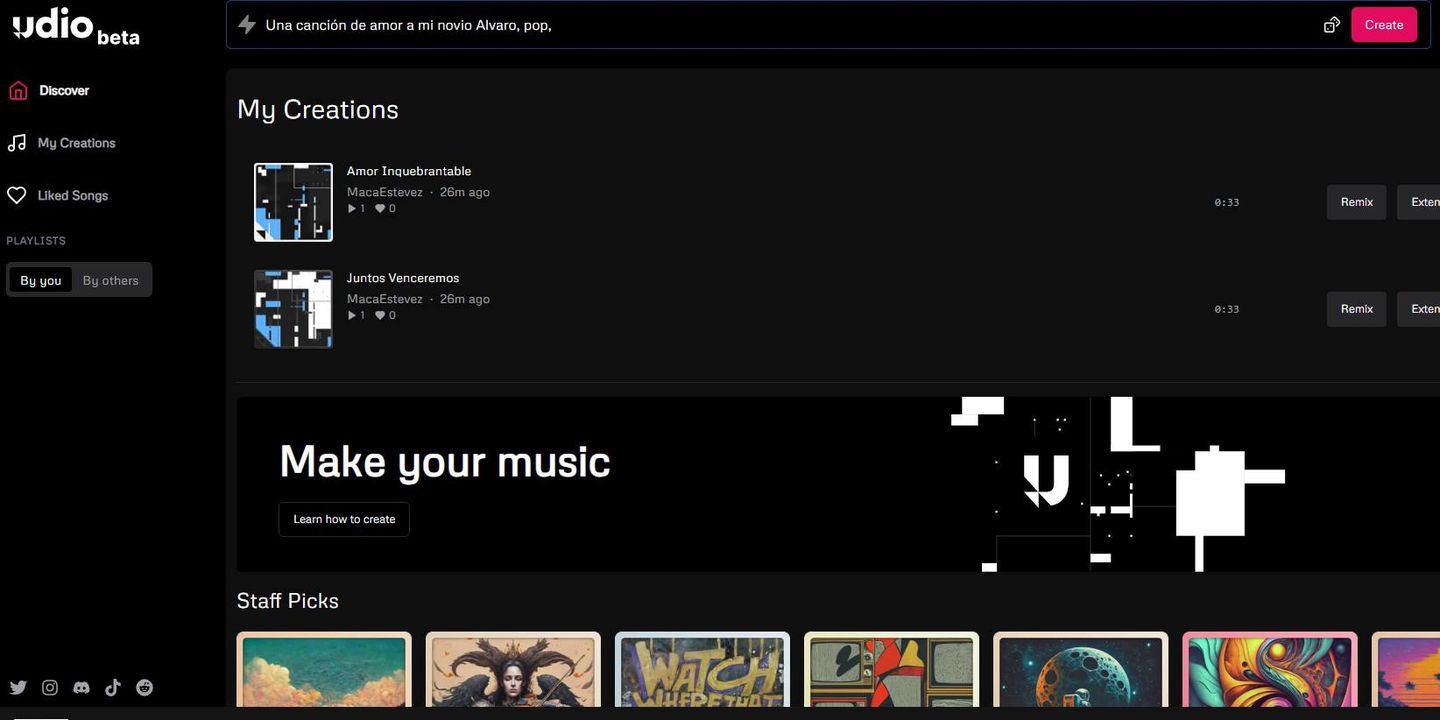 udio beta
Una canción de amor a mi novio Alvaro, pop,
Create
Discover
My Creations
Liked Songs
PLAYLISTS
By you
By others
My Creations
Amor Inquebrantable
MacaEstevez · 26m ago
1 0
0:33
Remix
Exten
Juntos Venceremos
MacaEstevez · 26m ago
1 0
0:33
Remix
Exten
Make your music
Learn how to create
Staff Picks
WATCH
WHERE THAT